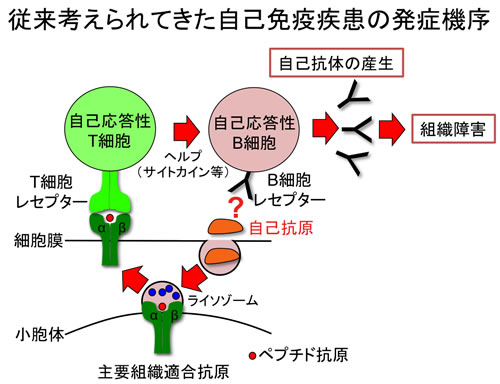 従来考えられてきた自己免疫疾患の発症機序
自己抗体の産生
自己応答性
T細胞
自己応答性
B細胞
組織障害
ヘルプ
(サイトカイン等)
T細胞
レセプター
B細胞
レセプター
?
自己抗原
α β
細胞膜
ライソゾーム
α β
小胞体
主要組織適合抗原
ペプチド抗原